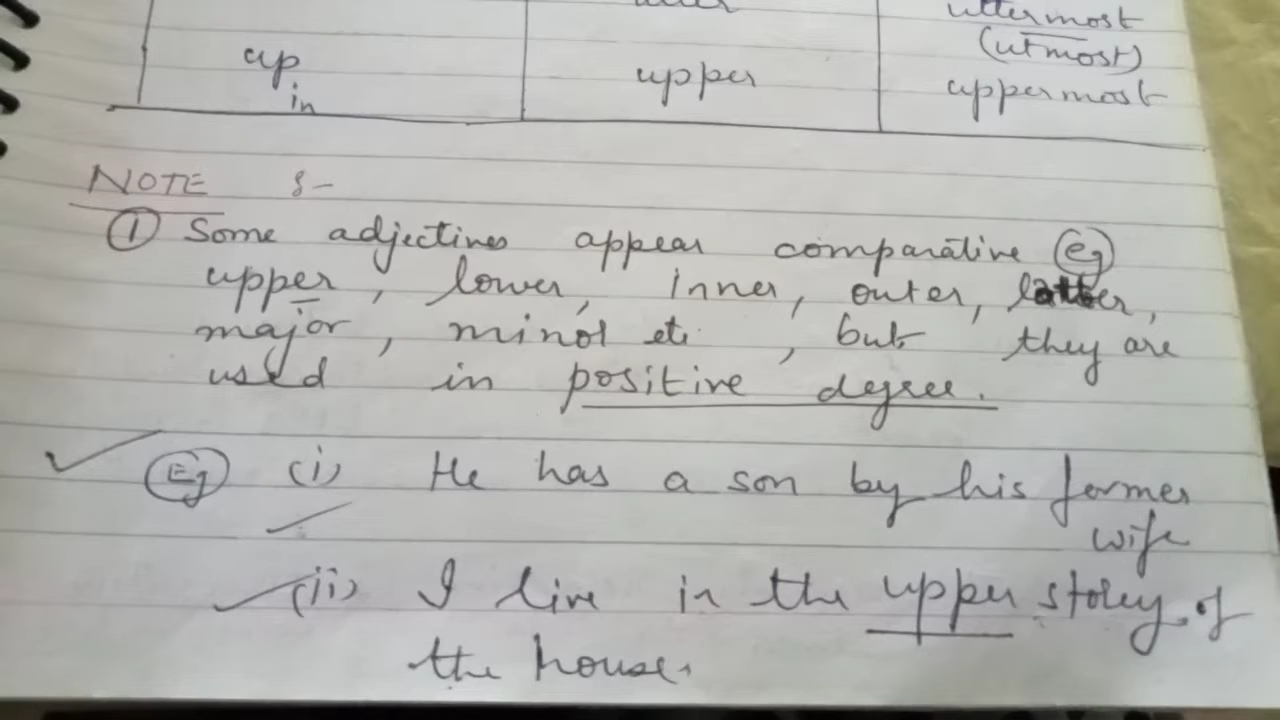 uttermost
(utmost)
up upper uppermost
in
NOTE :-
① Some adjectives appear comparative (eg)
upper, lower, inner, outer, latter,
major, minor etc, but they are
used in positive degree.
(Eg) (i) He has a son by his former
wife
(ii) I live in the upper storey of
the house.